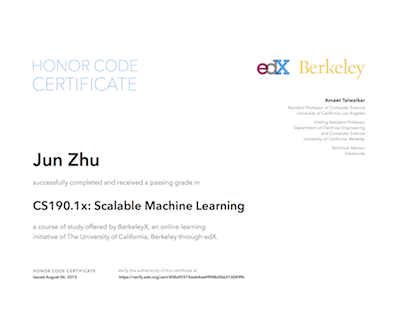 HONOR CODE
CERTIFICATE
edX Berkeley
Ameet Talwalkar
Assistant Professor of Computer Science
University of California, Los Angeles
Visiting Assistant Professor
Department of Electrical Engineering
and Computer Science
University of California, Berkeley
Technical Advisor
Databricks
Jun Zhu
successfully completed and received a passing grade in
CS190.1x: Scalable Machine Learning
a course of study offered by BerkeleyX, an online learning
initiative of The University of California, Berkeley through edX.
HONOR CODE CERTIFICATE
Issued August 06, 2015
Verify the authenticity of this certificate at